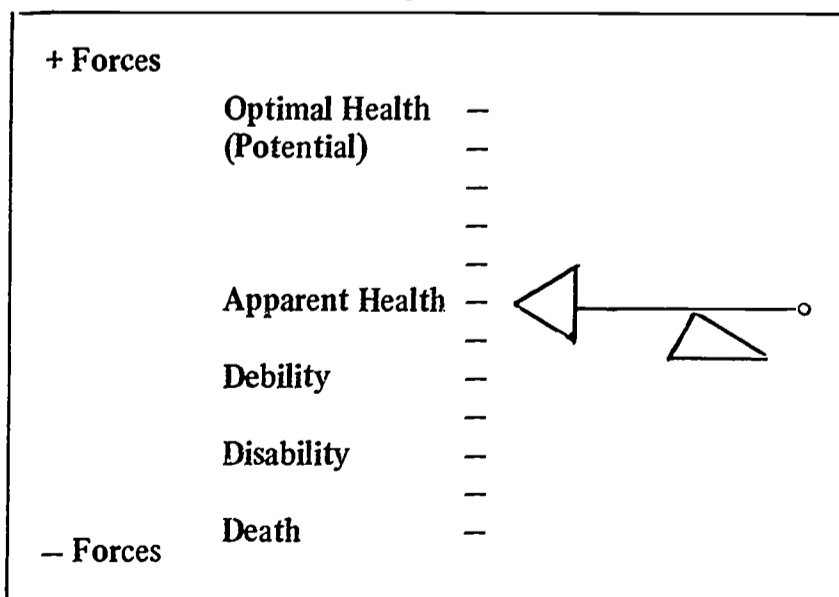 + Forces
Optimal Health —
(Potential) —
—
—
—
Apparent Health —
—
Debility —
—
Disability —
—
Death —
— Forces